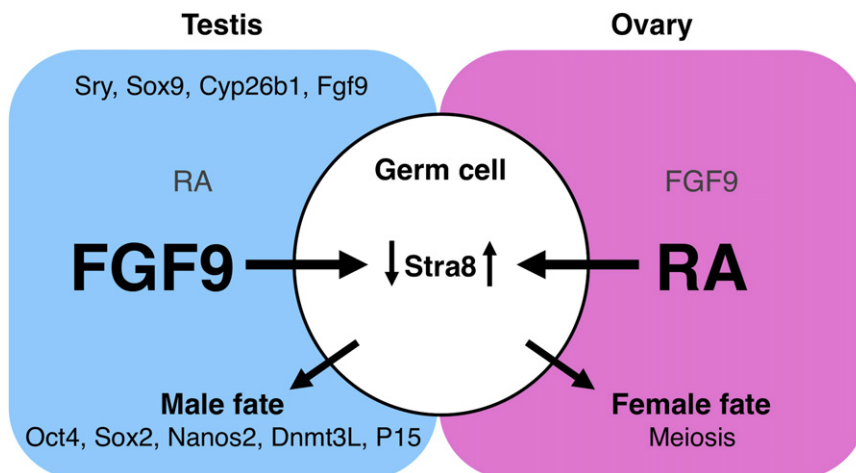 Testis
Ovary
Sry, Sox9, Cyp26b1, Fgf9
Germ cell
RA
FGF9
FGF9
↓Stra8↑
RA
Male fate
Female fate
Oct4, Sox2, Nanos2, Dnmt3L, P15
Meiosis